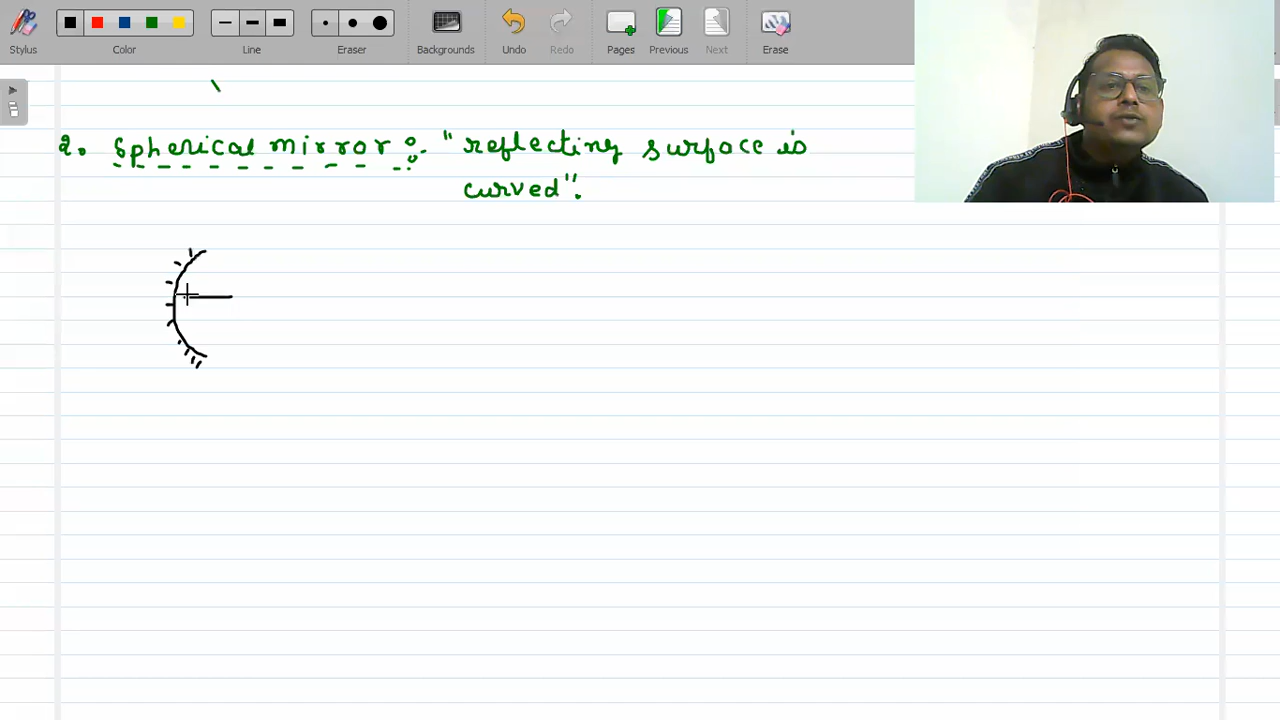 Stylus
Color
Line
Eraser
Backgrounds
Undo
Redo
Pages
Previous
Next
Erase
2. Spherical mirror :- "reflecting surface is
curved".